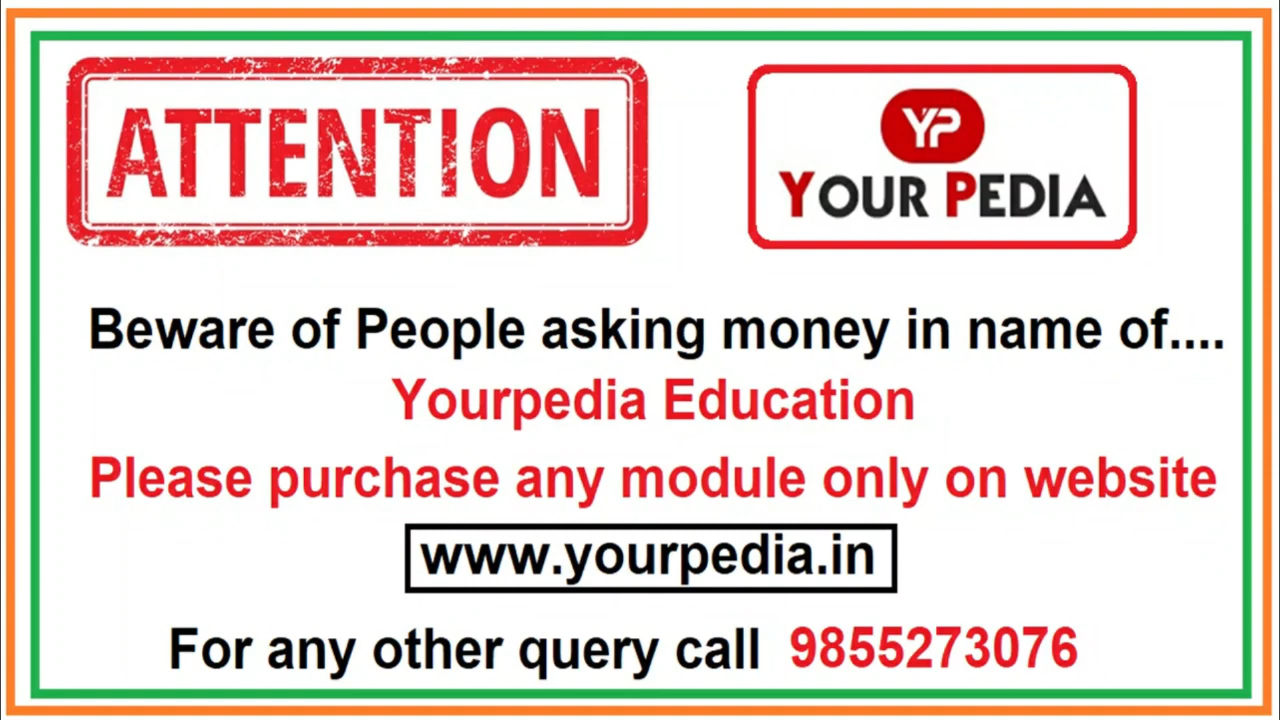 ATTENTION
YP
YOUR PEDIA
Beware of People asking money in name of....
Yourpedia Education
Please purchase any module only on website
www.yourpedia.in
For any other query call 9855273076